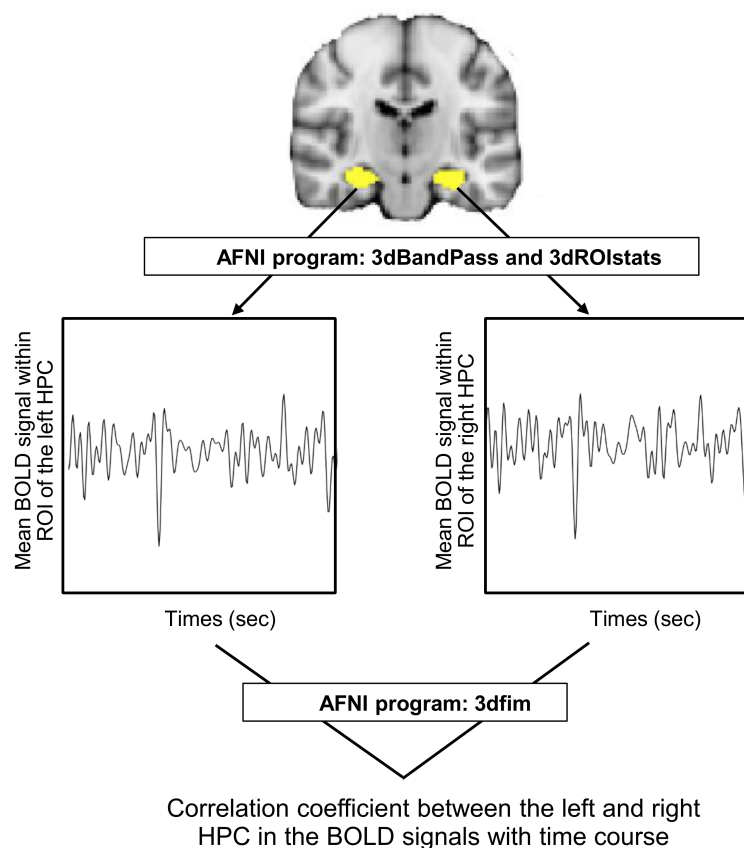 AFNI program: 3dBandPass and 3dROIstats
Mean BOLD signal within
ROI of the left HPC
Mean BOLD signal within
ROI of the right HPC
Times (sec)
Times (sec)
AFNI program: 3dfim
Correlation coefficient between the left and right
HPC in the BOLD signals with time course